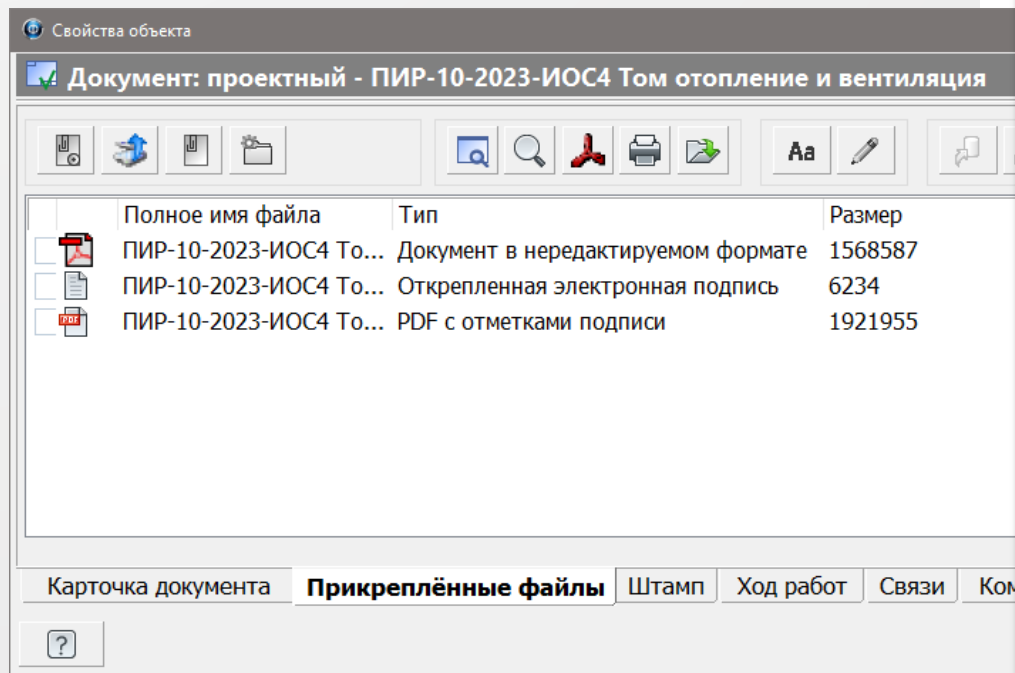 Свойства объекта
Документ: проектный - ПИР-10-2023-ИОС4 Том отопление и вентиляция
Aa
Полное имя файла Тип Размер
ПИР-10-2023-ИОС4 То... Документ в нередактируемом формате 1568587
ПИР-10-2023-ИОС4 То... Открепленная электронная подпись 6234
ПИР-10-2023-ИОС4 То... PDF с отметками подписи 1921955
Карточка документа Прикреплённые файлы Штамп Ход работ Связи Ком
?